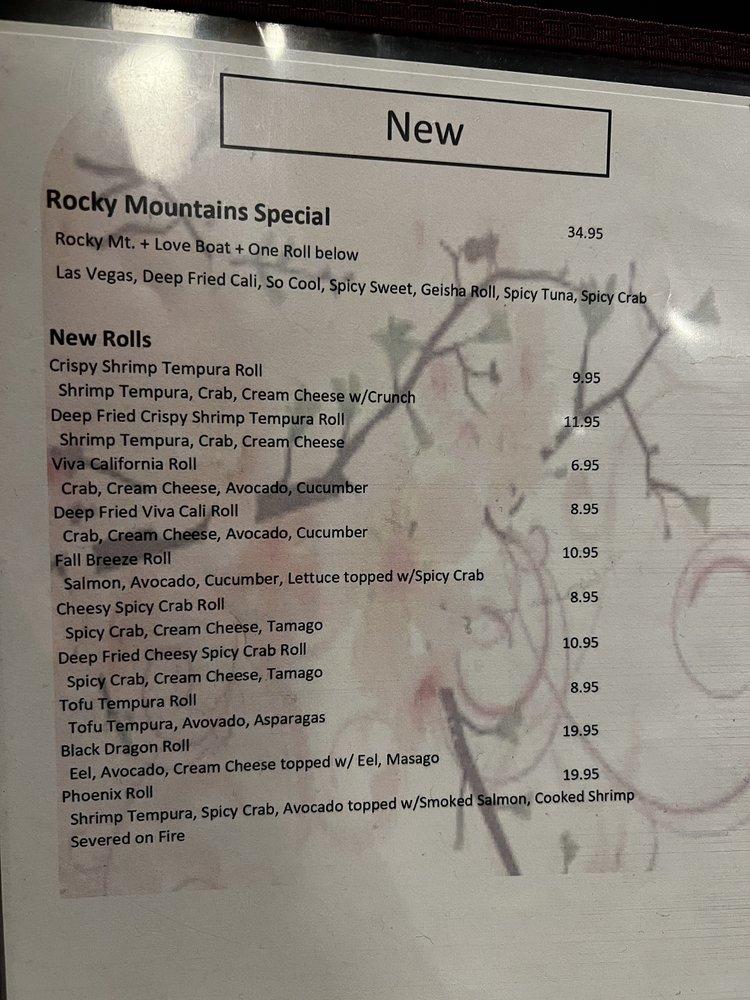 New
Rocky Mountains Special
34.95
Rocky Mt. + Love Boat + One Roll below
Las Vegas, Deep Fried Cali, So Cool, Spicy Sweet, Geisha Roll, Spicy Tuna, Spicy Crab
New Rolls
Crispy Shrimp Tempura Roll 9.95
Shrimp Tempura, Crab, Cream Cheese w/Crunch
Deep Fried Crispy Shrimp Tempura Roll 11.95
Shrimp Tempura, Crab, Cream Cheese
Viva California Roll 6.95
Crab, Cream Cheese, Avocado, Cucumber
Deep Fried Viva Cali Roll 8.95
Crab, Cream Cheese, Avocado, Cucumber
Fall Breeze Roll 10.95
Salmon, Avocado, Cucumber, Lettuce topped w/Spicy Crab
Cheesy Spicy Crab Roll 8.95
Spicy Crab, Cream Cheese, Tamago
Deep Fried Cheesy Spicy Crab Roll 10.95
Spicy Crab, Cream Cheese, Tamago
Tofu Tempura Roll 8.95
Tofu Tempura, Avovado, Asparagas
Black Dragon Roll 19.95
Eel, Avocado, Cream Cheese topped w/ Eel, Masago
Phoenix Roll 19.95
Shrimp Tempura, Spicy Crab, Avocado topped w/Smoked Salmon, Cooked Shrimp
Severed on Fire